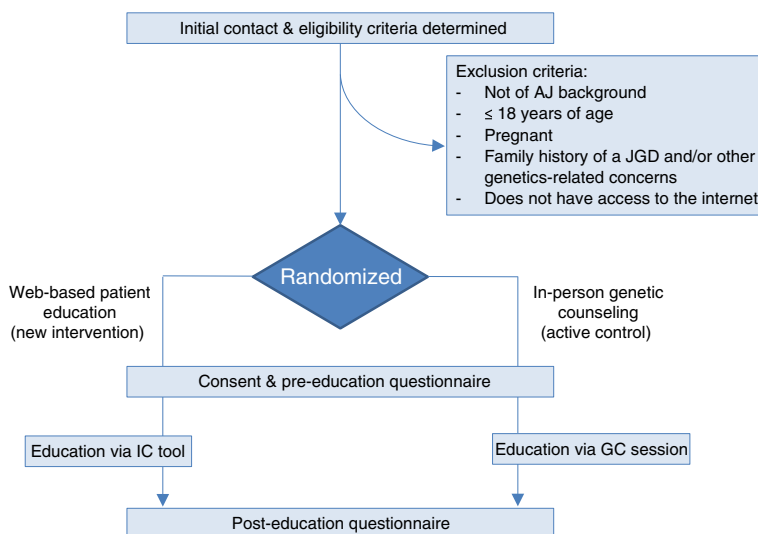 Initial contact & eligibility criteria determined
Exclusion criteria:
- Not of AJ background
- ≤ 18 years of age
- Pregnant
- Family history of a JGD and/or other
genetics-related concerns
- Does not have access to the internet
Randomized
Web-based patient
education
(new intervention)
In-person genetic
counseling
(active control)
Consent & pre-education questionnaire
Education via IC tool
Education via GC session
Post-education questionnaire